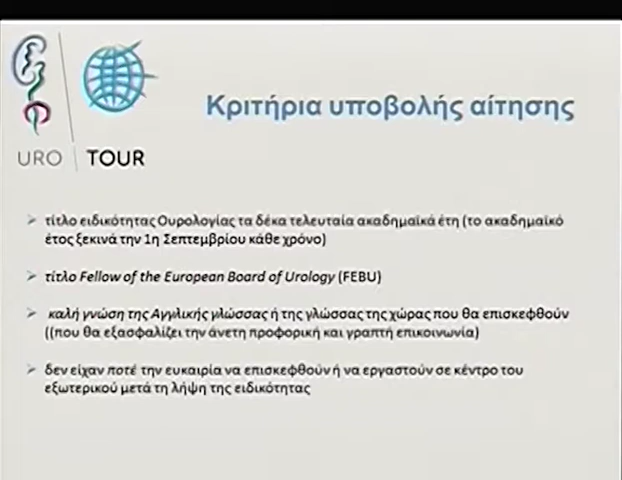 Κριτήρια υποβολής αίτησης
URO TOUR
τίτλο ειδικότητας Ουρολογίας τα δέκα τελευταία ακαδημαϊκά έτη (το ακαδημαϊκό
έτος ξεκινά την 1η Σεπτεμβρίου κάθε χρόνο)
τίτλο Fellow of the European Board of Urology (FEBU)
καλή γνώση της Αγγλικής γλώσσας ή της γλώσσας της χώρας που θα επισκεφθούν
((που θα εξασφαλίζει την άνετη προφορική και γραπτή επικοινωνία)
δεν είχαν ποτέ την ευκαιρία να επισκεφθούν ή να εργαστούν σε κέντρο του
εξωτερικού μετά τη λήψη της ειδικότητας